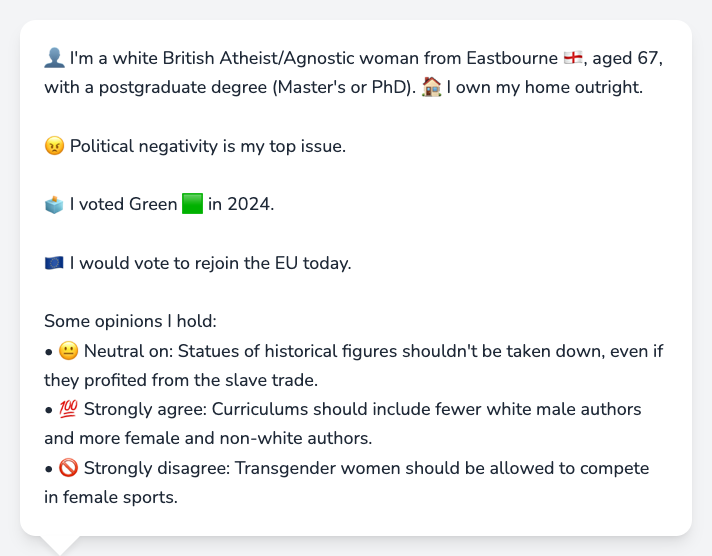 👤 I'm a white British Atheist/Agnostic woman from Eastbourne 🏴󠁧󠁢󠁥󠁮󠁧󠁿, aged 67,
with a postgraduate degree (Master's or PhD). 🏠 I own my home outright.
😠 Political negativity is my top issue.
🗳️ I voted Green 🟩 in 2024.
🇪🇺 I would vote to rejoin the EU today.
Some opinions I hold:
• 😐 Neutral on: Statues of historical figures shouldn't be taken down, even if
they profited from the slave trade.
• 💯 Strongly agree: Curriculums should include fewer white male authors
and more female and non-white authors.
• 🚫 Strongly disagree: Transgender women should be allowed to compete
in female sports.